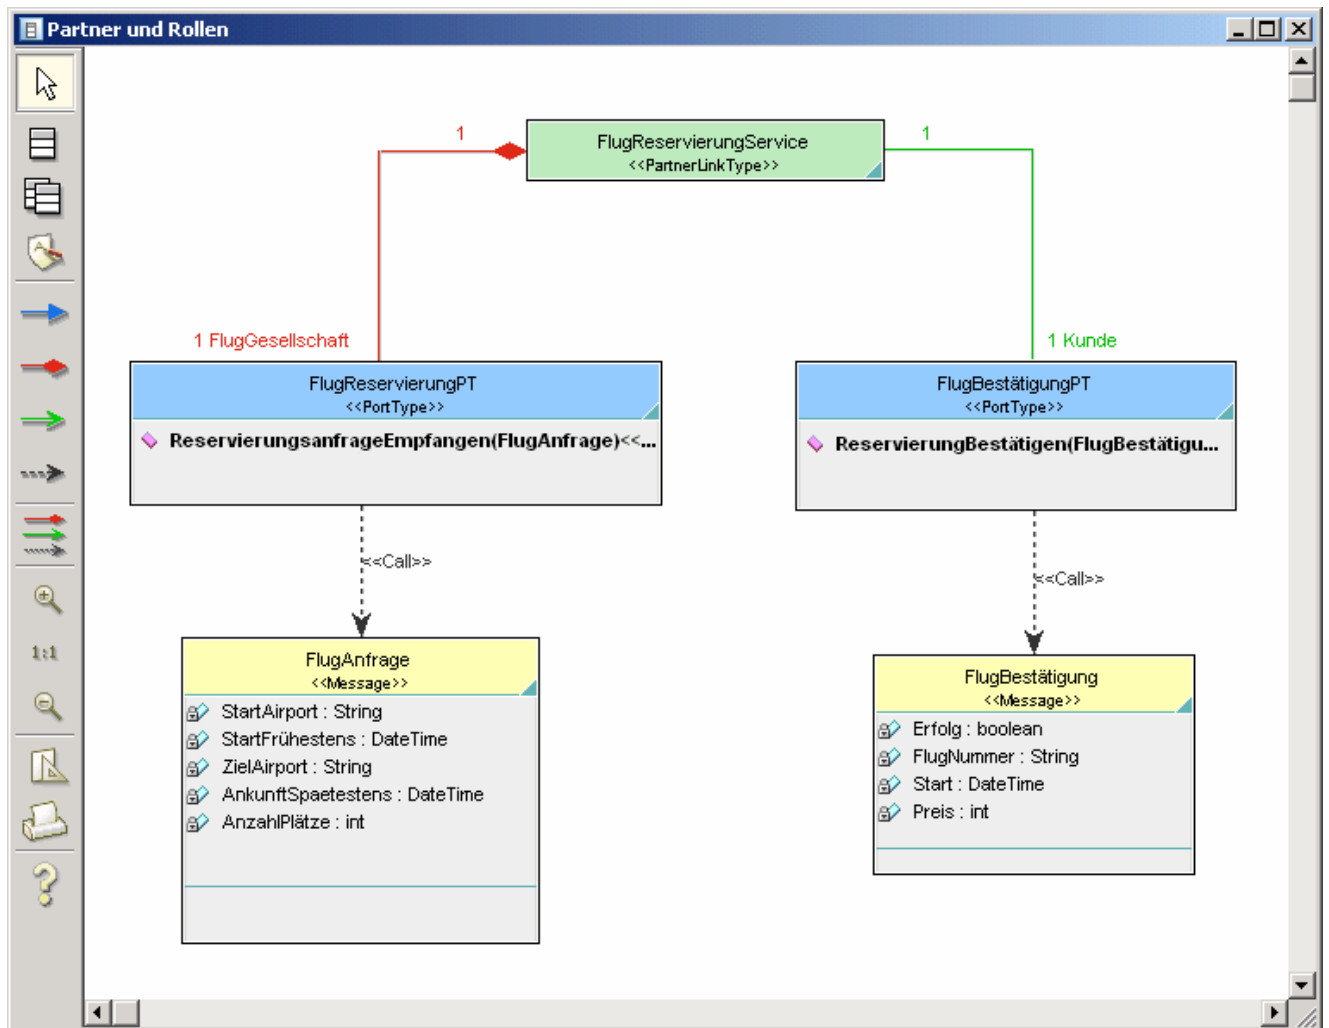 Partner und Rollen
1
FlugReservierungService
<<PartnerLinkType>>
1
1 FlugGesellschaft
1 Kunde
FlugReservierungPT
<<PortType>>
ReservierungsanfrageEmpfangen(FlugAnfrage)<<...
FlugBestätigungPT
<<PortType>>
ReservierungBestätigen(FlugBestätigu...
<<Call>>
<<Call>>
FlugAnfrage
<<Message>>
StartAirport : String
StartFrühestens : DateTime
ZielAirport : String
AnkunftSpaetestens : DateTime
AnzahlPlätze : int
FlugBestätigung
<<Message>>
Erfolg : boolean
FlugNummer : String
Start : DateTime
Preis : int
1:1